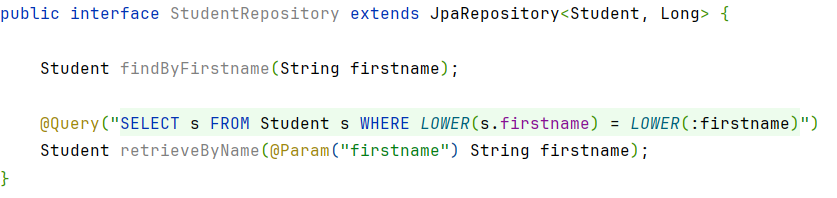 public interface StudentRepository extends JpaRepository<Student, Long> {
Student findByFirstname(String firstname);
@Query("SELECT s FROM Student s WHERE LOWER(s.firstname) = LOWER(:firstname)")
Student retrieveByName(@Param("firstname") String firstname);
}